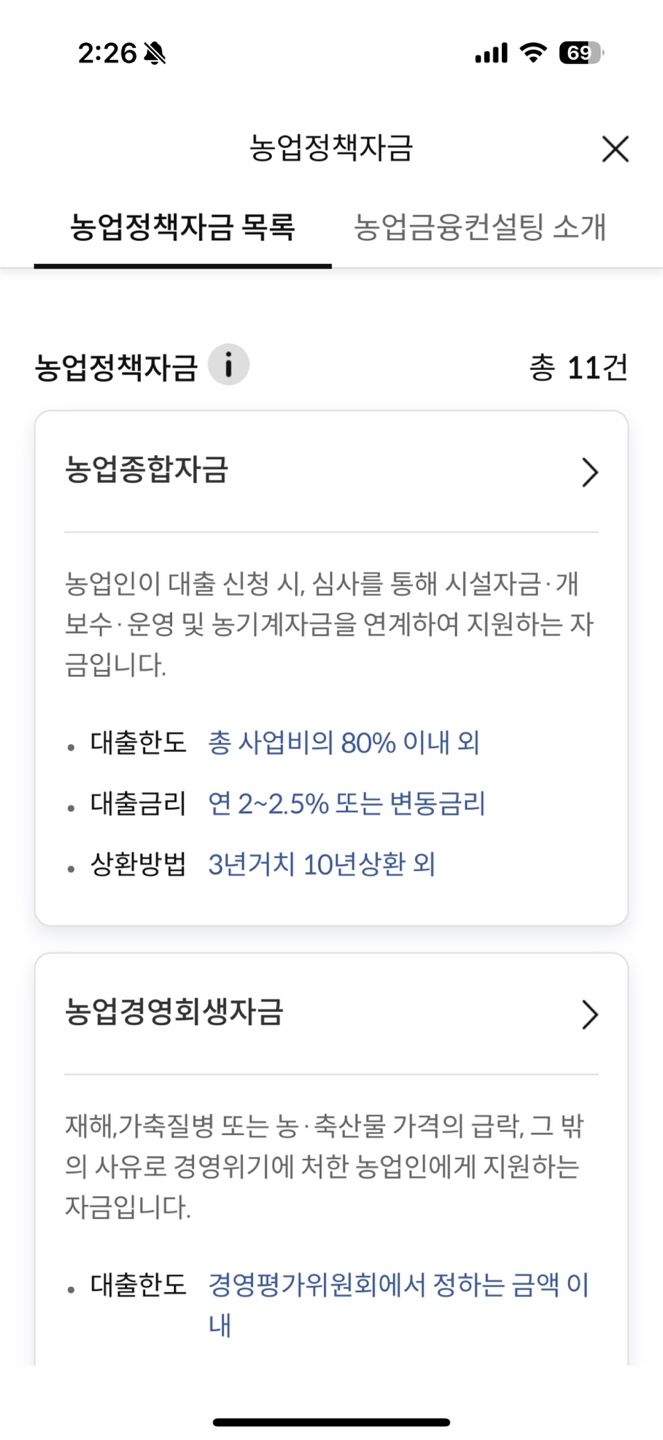 2:26
69
농업정책자금
농업정책자금 목록 농업금융컨설팅 소개
농업정책자금 i 총 11건
농업종합자금
농업인이 대출 신청 시, 심사를 통해 시설자금·개
보수·운영 및 농기계자금을 연계하여 지원하는 자
금입니다.
• 대출한도 총 사업비의 80% 이내 외
• 대출금리 연 2~2.5% 또는 변동금리
• 상환방법 3년거치 10년상환 외
농업경영회생자금
재해,가축질병 또는 농·축산물 가격의 급락, 그 밖
의 사유로 경영위기에 처한 농업인에게 지원하는
자금입니다.
• 대출한도 경영평가위원회에서 정하는 금액 이
내